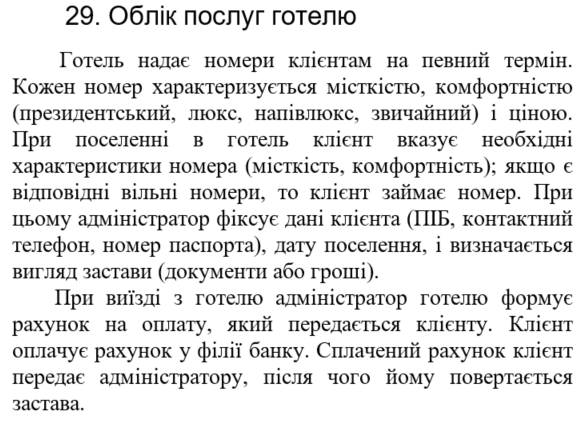 29. Облік послуг готелю
Готель надає номери клієнтам на певний термін.
Кожен номер характеризується місткістю, комфортністю
(президентський, люкс, напівлюкс, звичайний) і ціною.
При поселенні в готель клієнт вказує необхідні
характеристики номера (місткість, комфортність); якщо є
відповідні вільні номери, то клієнт займає номер. При
цьому адміністратор фіксує дані клієнта (ПІБ, контактний
телефон, номер паспорта), дату поселення, і визначається
вигляд застави (документи або гроші).
При виїзді з готелю адміністратор готелю формує
рахунок на оплату, який передається клієнту. Клієнт
оплачує рахунок у філії банку. Сплачений рахунок клієнт
передає адміністратору, після чого йому повертається
застава.